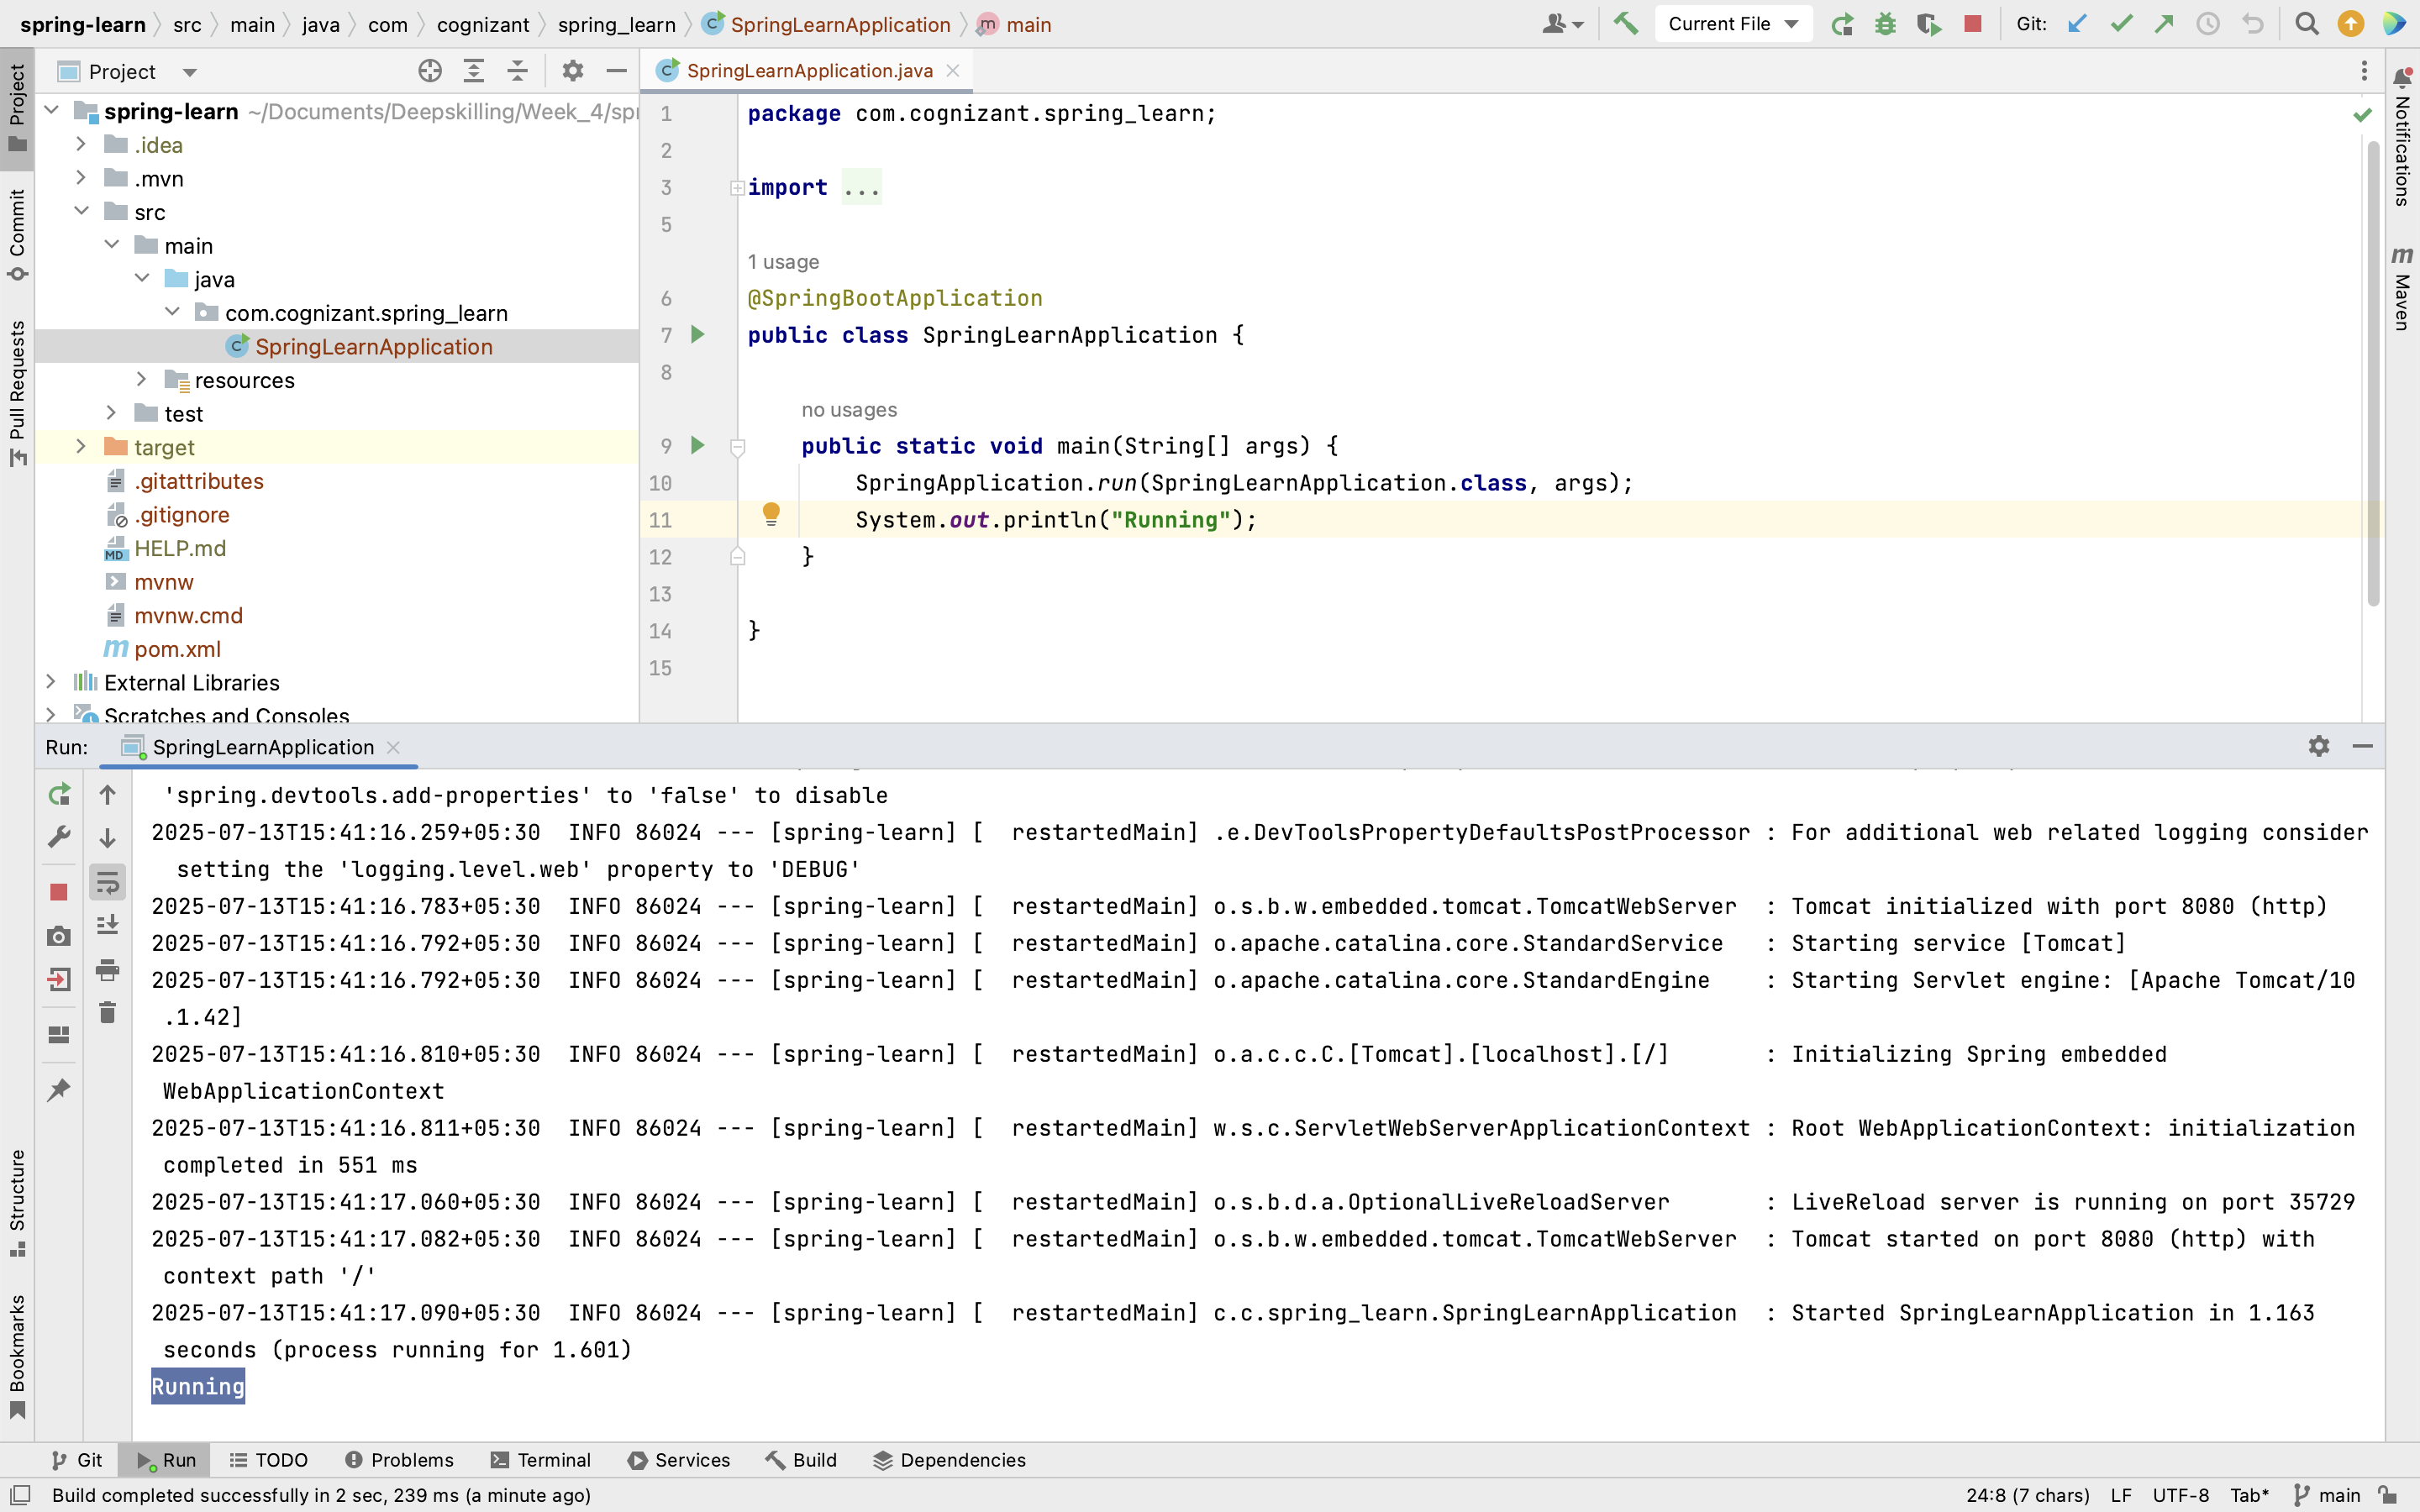 spring-learn src main java com cognizant spring_learn SpringLearnApplication main Current File Git:
Project
SpringLearnApplication.java
Project
Commit
Pull Requests
Structure
Bookmarks
Notifications
Maven
spring-learn ~/Documents/Deepskilling/Week_4/spr
.idea
.mvn
src
main
java
com.cognizant.spring_learn
SpringLearnApplication
resources
test
target
.gitattributes
.gitignore
HELP.md
mvnw
mvnw.cmd
pom.xml
External Libraries
Scratches and Consoles
1 package com.cognizant.spring_learn;
2
3 import ...
5
1 usage
6 @SpringBootApplication
7 public class SpringLearnApplication {
8
no usages
9 public static void main(String[] args) {
10 SpringApplication.run(SpringLearnApplication.class, args);
11 System.out.println("Running");
12 }
13
14 }
15
Run: SpringLearnApplication
'spring.devtools.add-properties' to 'false' to disable
2025-07-13T15:41:16.259+05:30  INFO 86024 --- [spring-learn] [  restartedMain] .e.DevToolsPropertyDefaultsPostProcessor : For additional web related logging consider
setting the 'logging.level.web' property to 'DEBUG'
2025-07-13T15:41:16.783+05:30  INFO 86024 --- [spring-learn] [  restartedMain] o.s.b.w.embedded.tomcat.TomcatWebServer  : Tomcat initialized with port 8080 (http)
2025-07-13T15:41:16.792+05:30  INFO 86024 --- [spring-learn] [  restartedMain] o.apache.catalina.core.StandardService   : Starting service [Tomcat]
2025-07-13T15:41:16.792+05:30  INFO 86024 --- [spring-learn] [  restartedMain] o.apache.catalina.core.StandardEngine    : Starting Servlet engine: [Apache Tomcat/10
.1.42]
2025-07-13T15:41:16.810+05:30  INFO 86024 --- [spring-learn] [  restartedMain] o.a.c.c.C.[Tomcat].[localhost].[/]       : Initializing Spring embedded
WebApplicationContext
2025-07-13T15:41:16.811+05:30  INFO 86024 --- [spring-learn] [  restartedMain] w.s.c.ServletWebServerApplicationContext : Root WebApplicationContext: initialization
completed in 551 ms
2025-07-13T15:41:17.060+05:30  INFO 86024 --- [spring-learn] [  restartedMain] o.s.b.d.a.OptionalLiveReloadServer       : LiveReload server is running on port 35729
2025-07-13T15:41:17.082+05:30  INFO 86024 --- [spring-learn] [  restartedMain] o.s.b.w.embedded.tomcat.TomcatWebServer  : Tomcat started on port 8080 (http) with
context path '/'
2025-07-13T15:41:17.090+05:30  INFO 86024 --- [spring-learn] [  restartedMain] c.c.spring_learn.SpringLearnApplication  : Started SpringLearnApplication in 1.163
seconds (process running for 1.601)
Running
Git Run TODO Problems Terminal Services Build Dependencies
Build completed successfully in 2 sec, 239 ms (a minute ago) 24:8 (7 chars) LF UTF-8 Tab* main